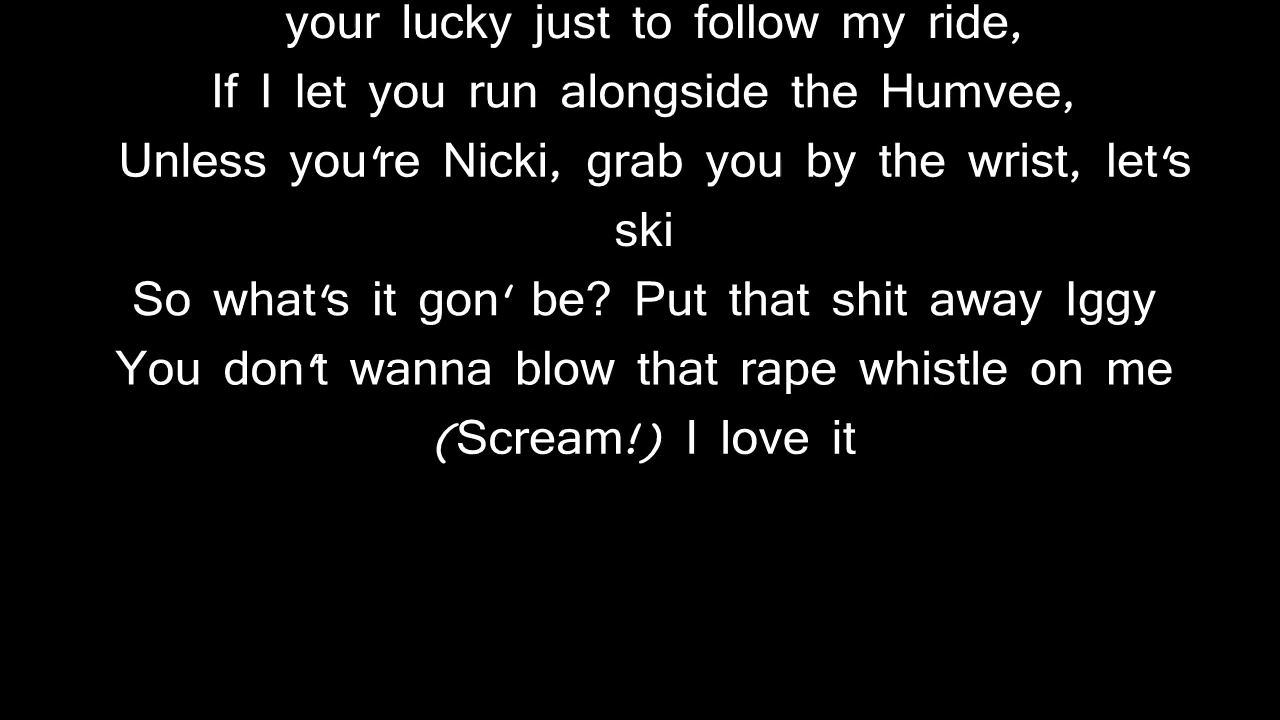 your lucky just to follow my ride,
If I let you run alongside the Humvee,
Unless you're Nicki, grab you by the wrist, let's
ski
So what's it gon' be? Put that shit away Iggy
You don't wanna blow that rape whistle on me
(Scream!) I love it